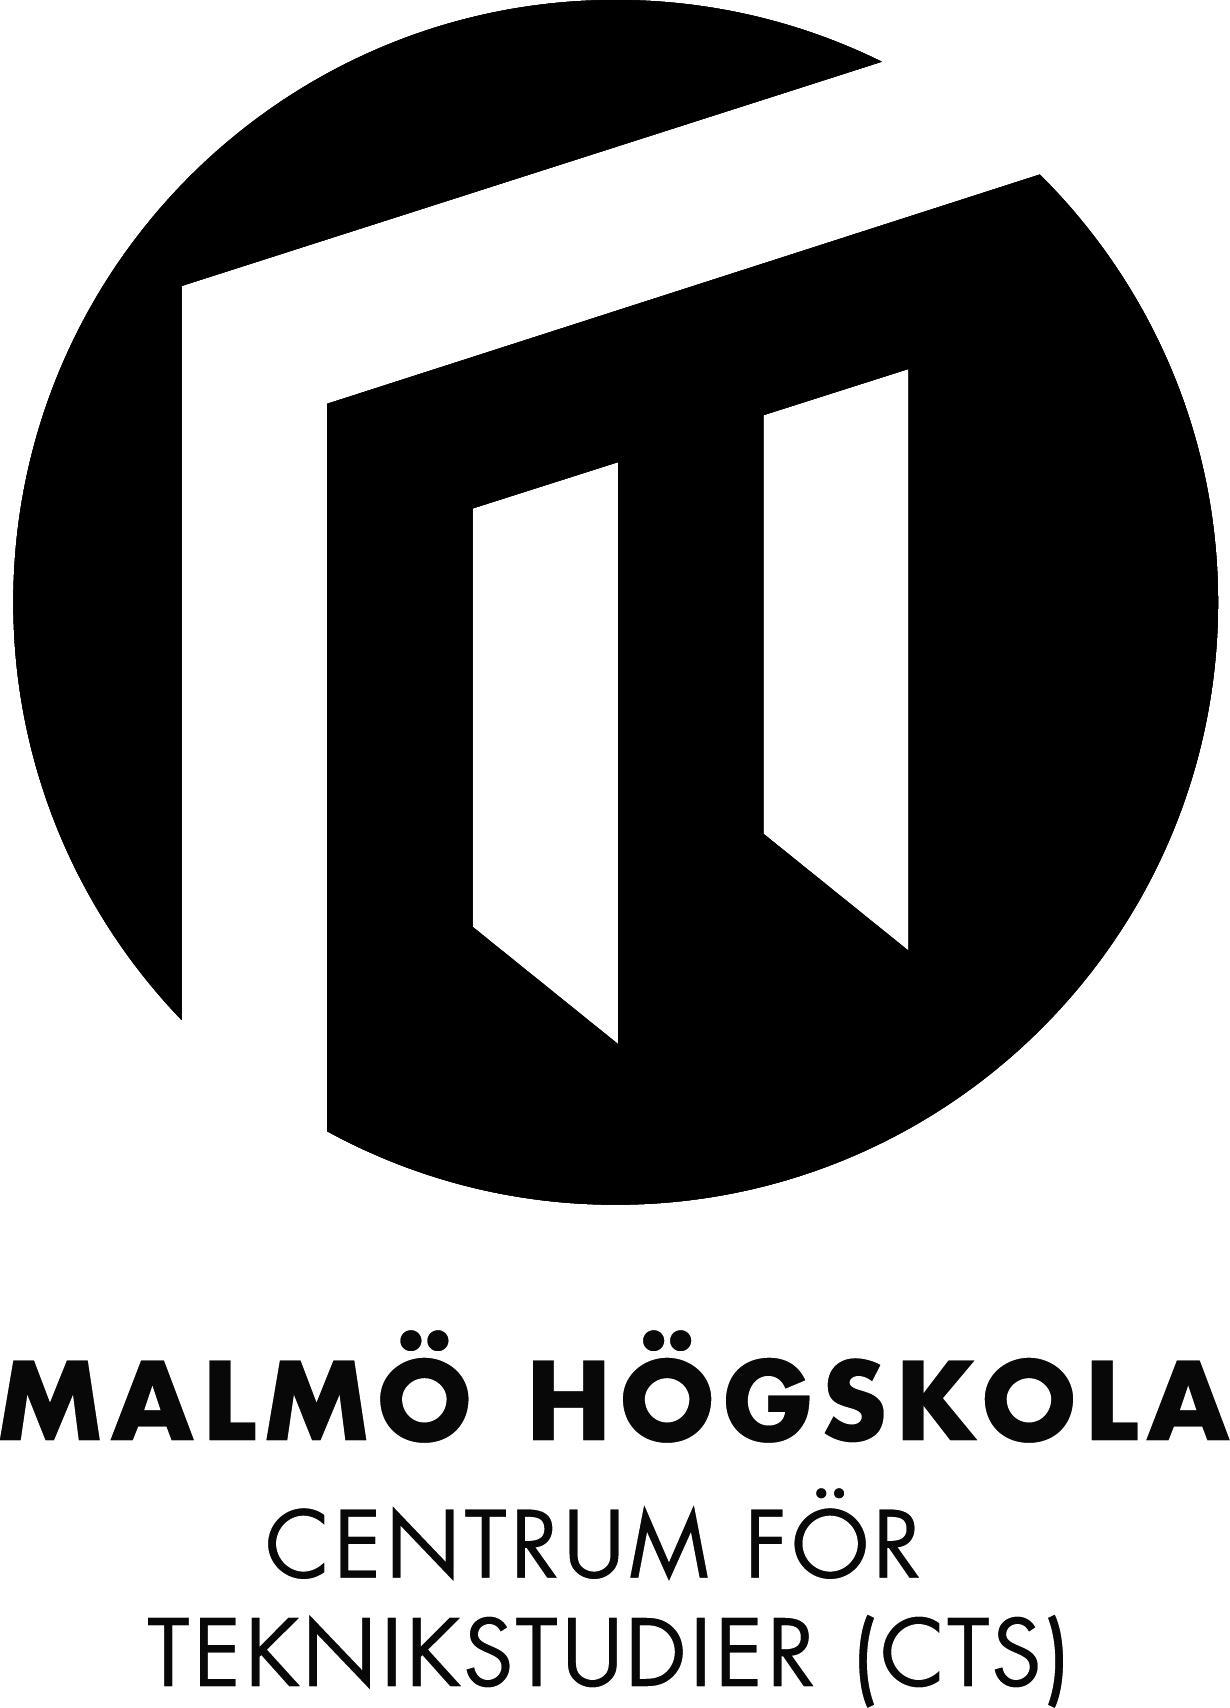 MALMÖ HÖGSKOLA
CENTRUM FÖR
TEKNIKSTUDIER (CTS)